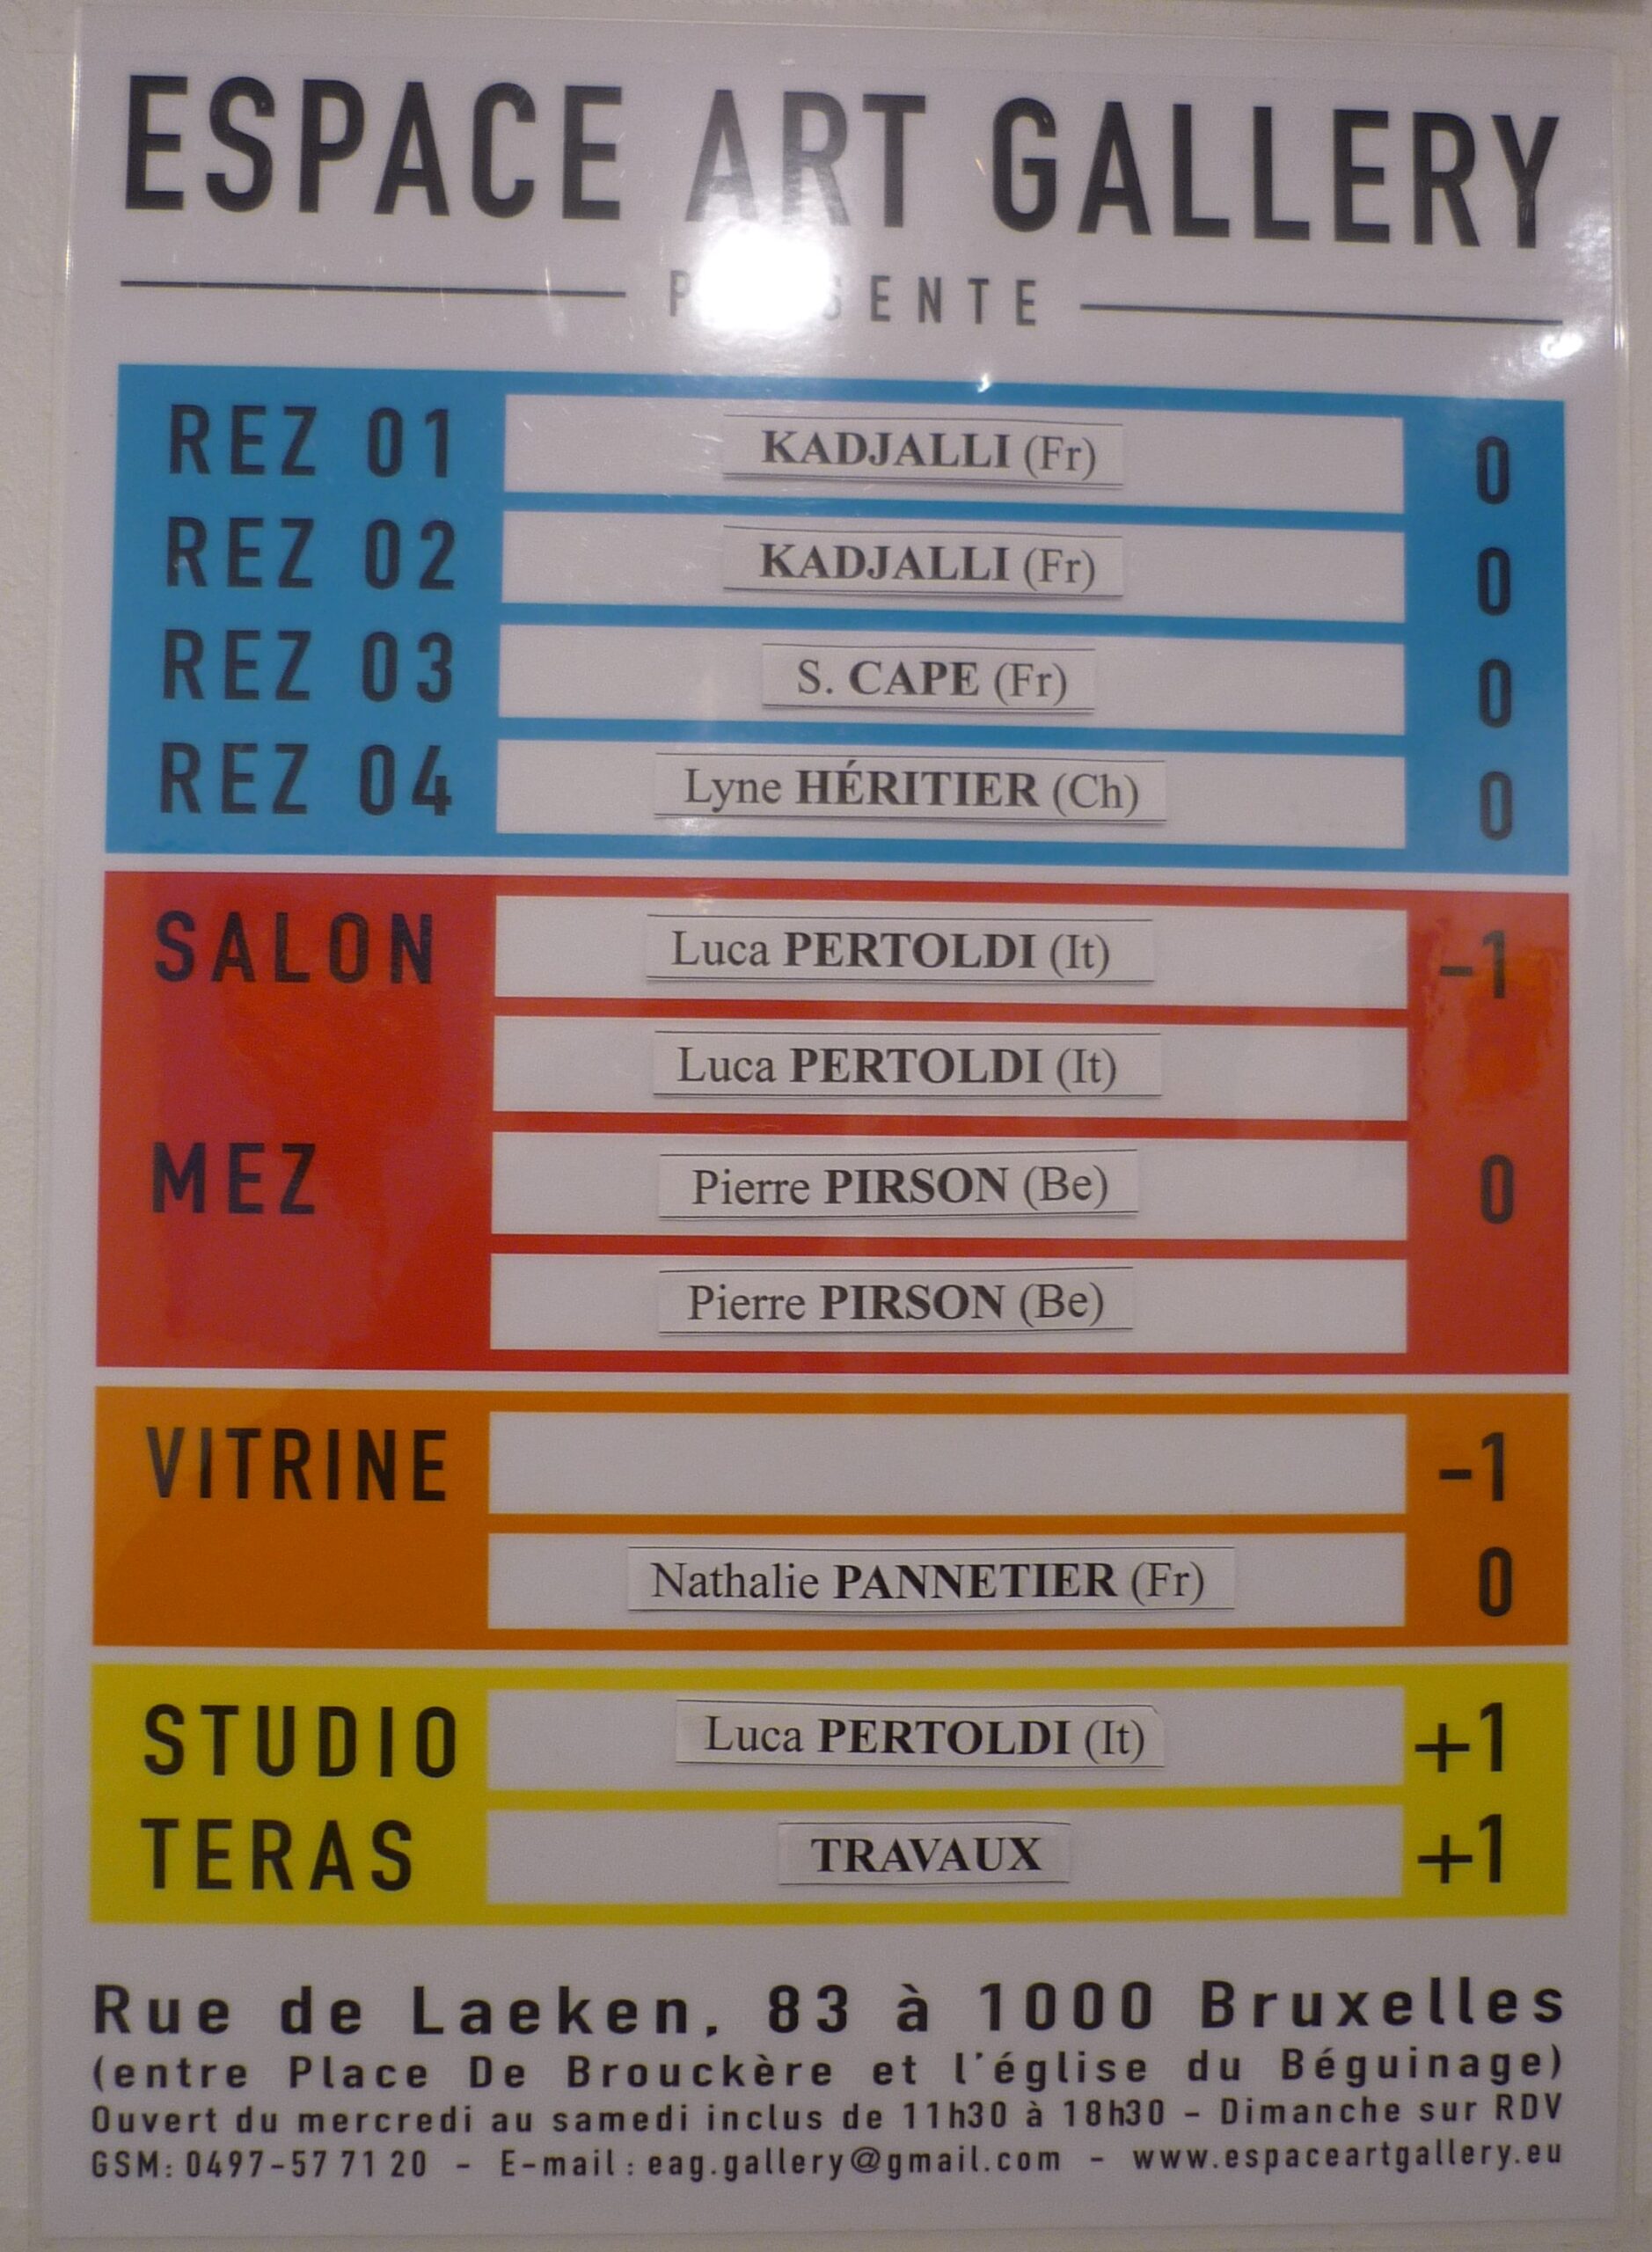 ESPACE ART GALLERY
REZ 01 KADJALLI (Fr) 0
REZ 02 KADJALLI (Fr) 0
REZ 03 S. CAPE (Fr) 0
REZ 04 Lyne HÉRITIER (Ch) 0
SALON Luca PERTOLDI (It) -1
Luca PERTOLDI (It)
MEZ Pierre PIRSON (Be) 0
Pierre PIRSON (Be)
VITRINE -1
Nathalie PANNETIER (Fr) 0
STUDIO Luca PERTOLDI (It) +1
TERAS TRAVAUX +1
Rue de Laeken, 83 à 1000 Bruxelles
(entre Place De Brouckère et l'église du Béguinage)
Ouvert du mercredi au samedi inclus de 11h30 à 18h30 - Dimanche sur RDV
GSM: 0497-57 71 20 - E-mail : eag.gallery@gmail.com - www.espaceartgallery.eu